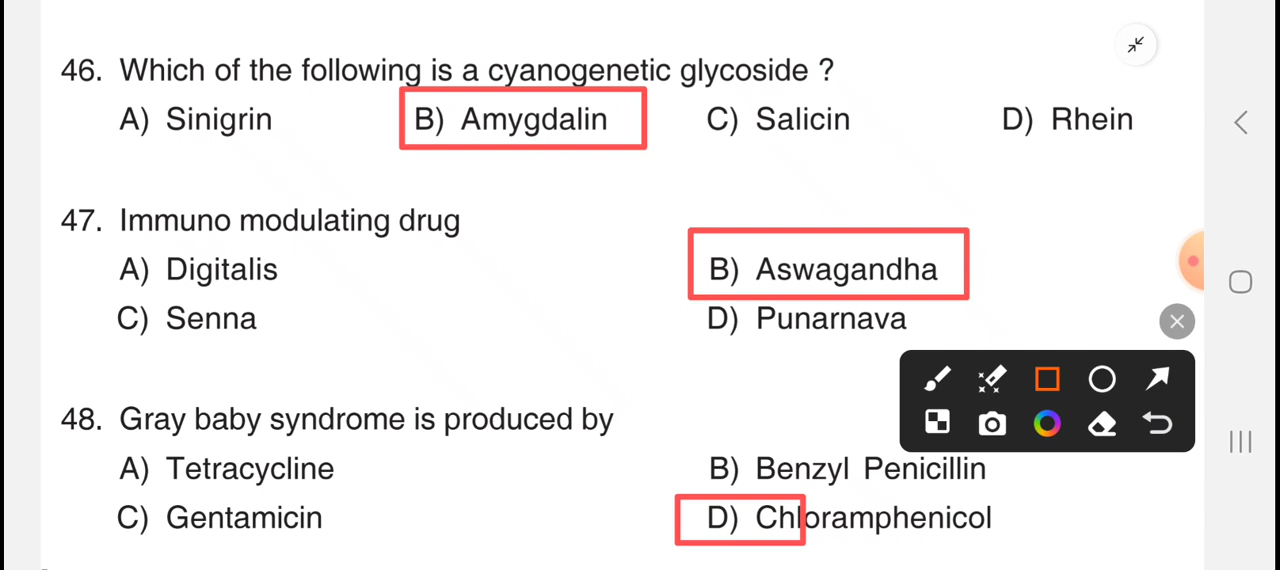 46. Which of the following is a cyanogenetic glycoside ?
A) Sinigrin B) Amygdalin C) Salicin D) Rhein
47. Immuno modulating drug
A) Digitalis B) Aswagandha
C) Senna D) Punarnava
48. Gray baby syndrome is produced by
A) Tetracycline B) Benzyl Penicillin
C) Gentamicin D) Chloramphenicol